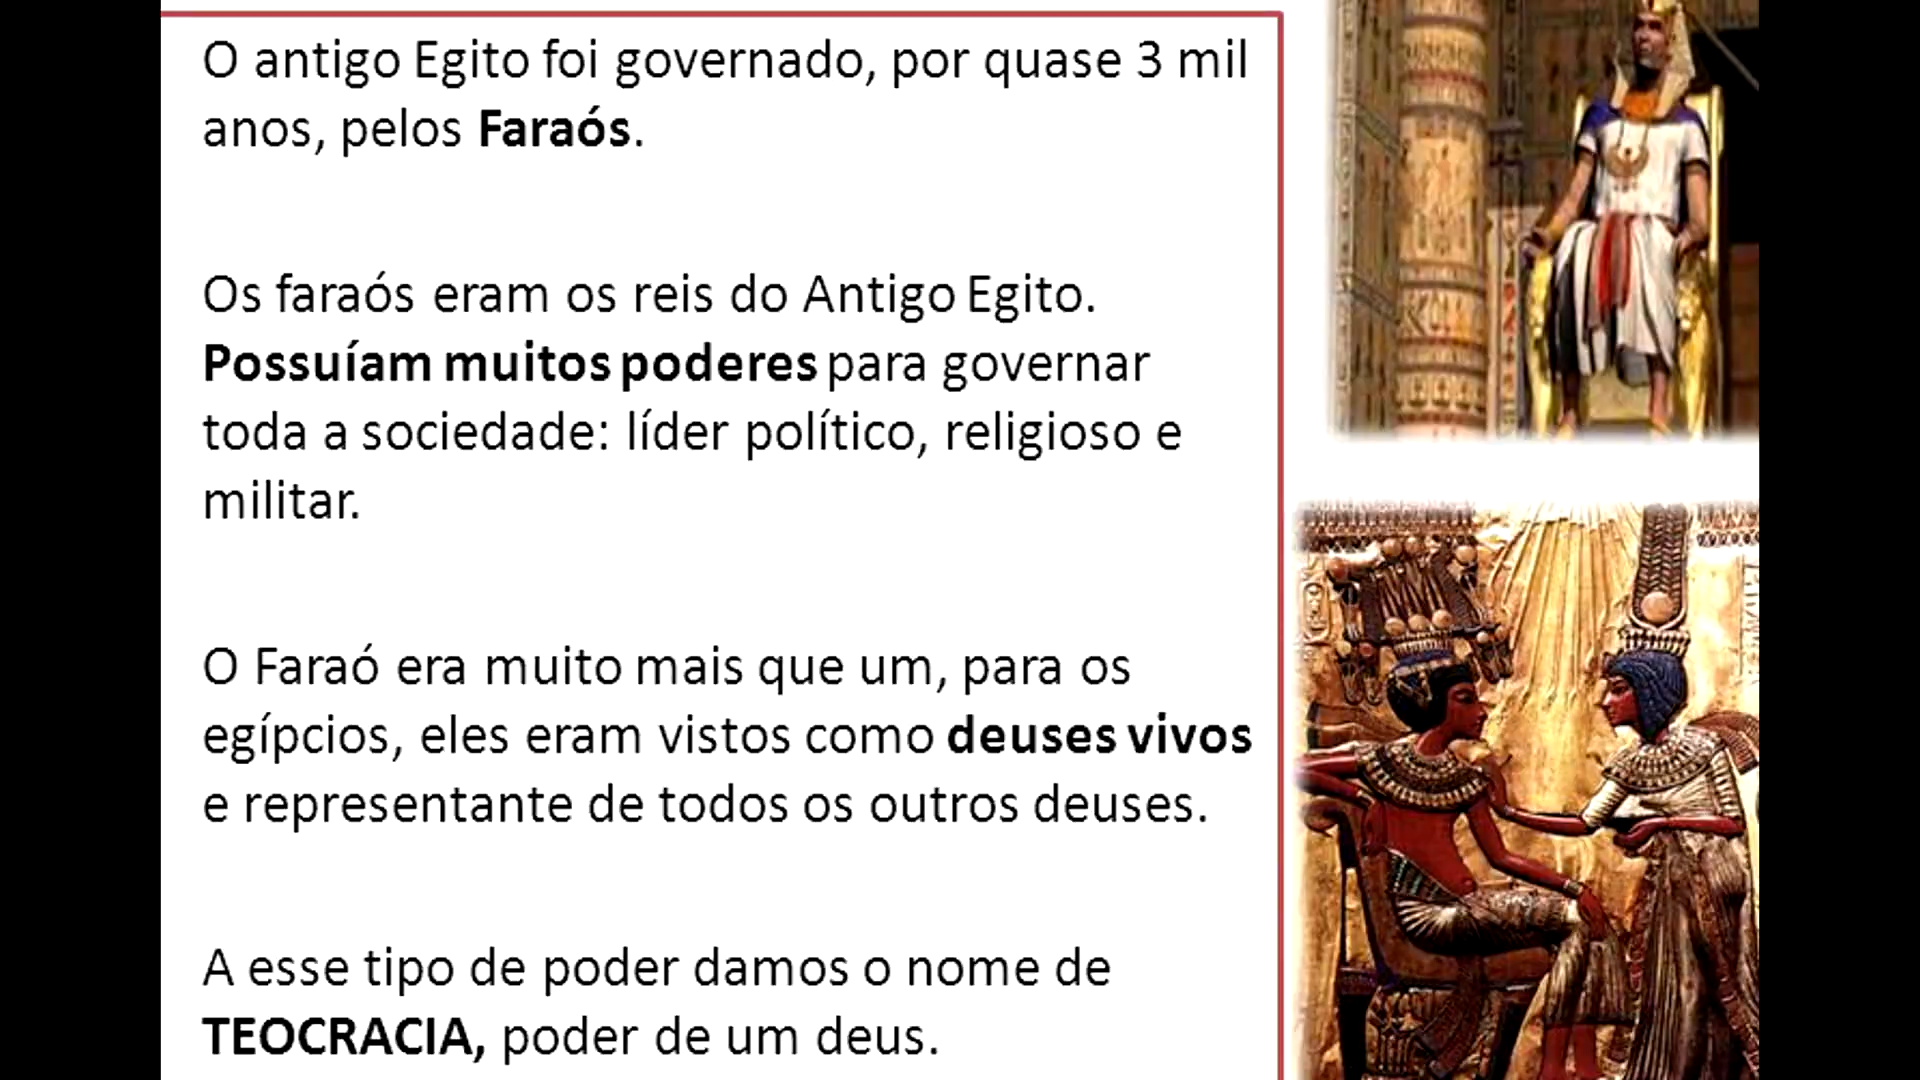 O antigo Egito foi governado, por quase 3 mil
anos, pelos Faraós.
Os faraós eram os reis do Antigo Egito.
Possuíam muitos poderes para governar
toda a sociedade: líder político, religioso e
militar.
O Faraó era muito mais que um, para os
egípcios, eles eram vistos como deuses vivos
e representante de todos os outros deuses.
A esse tipo de poder damos o nome de
TEOCRACIA, poder de um deus.